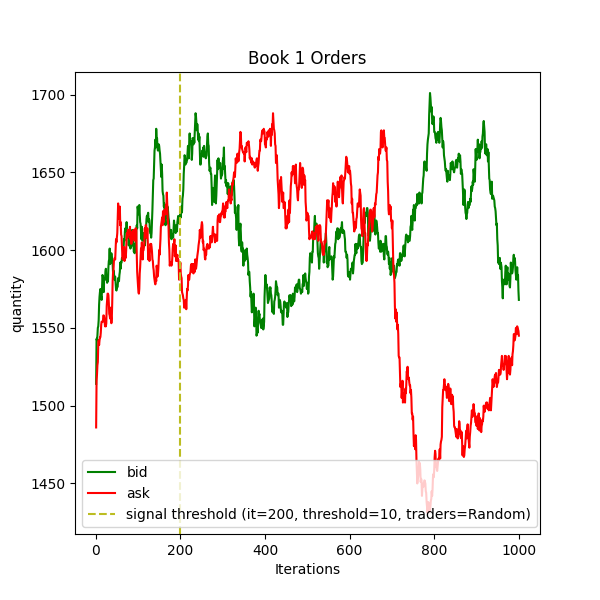 Book 1 Orders
quantity
1700
1650
1600
1550
1500
1450
bid
ask
signal threshold (it=200, threshold=10, traders=Random)
0 200 400 600 800 1000
Iterations